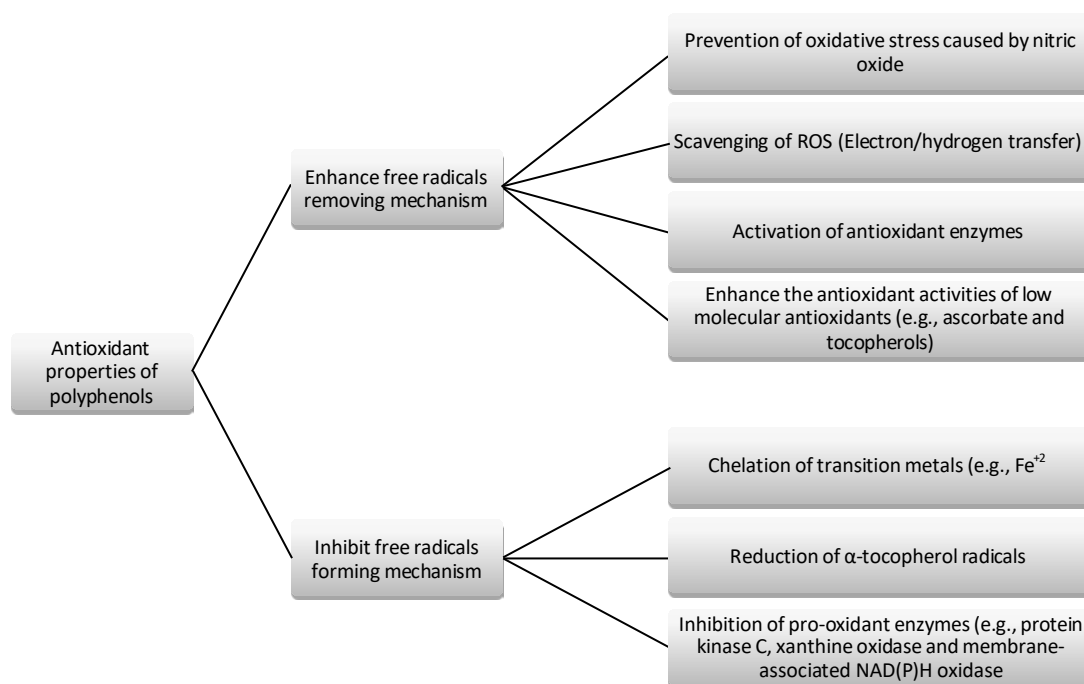 Antioxidant
properties of
polyphenols
Enhance free radicals
removing mechanism
Prevention of oxidative stress caused by nitric
oxide
Scavenging of ROS (Electron/hydrogen transfer)
Activation of antioxidant enzymes
Enhance the antioxidant activities of low
molecular antioxidants (e.g., ascorbate and
tocopherols)
Inhibit free radicals
forming mechanism
Chelation of transition metals (e.g., Fe⁺²
Reduction of α-tocopherol radicals
Inhibition of pro-oxidant enzymes (e.g., protein
kinase C, xanthine oxidase and membrane-
associated NAD(P)H oxidase